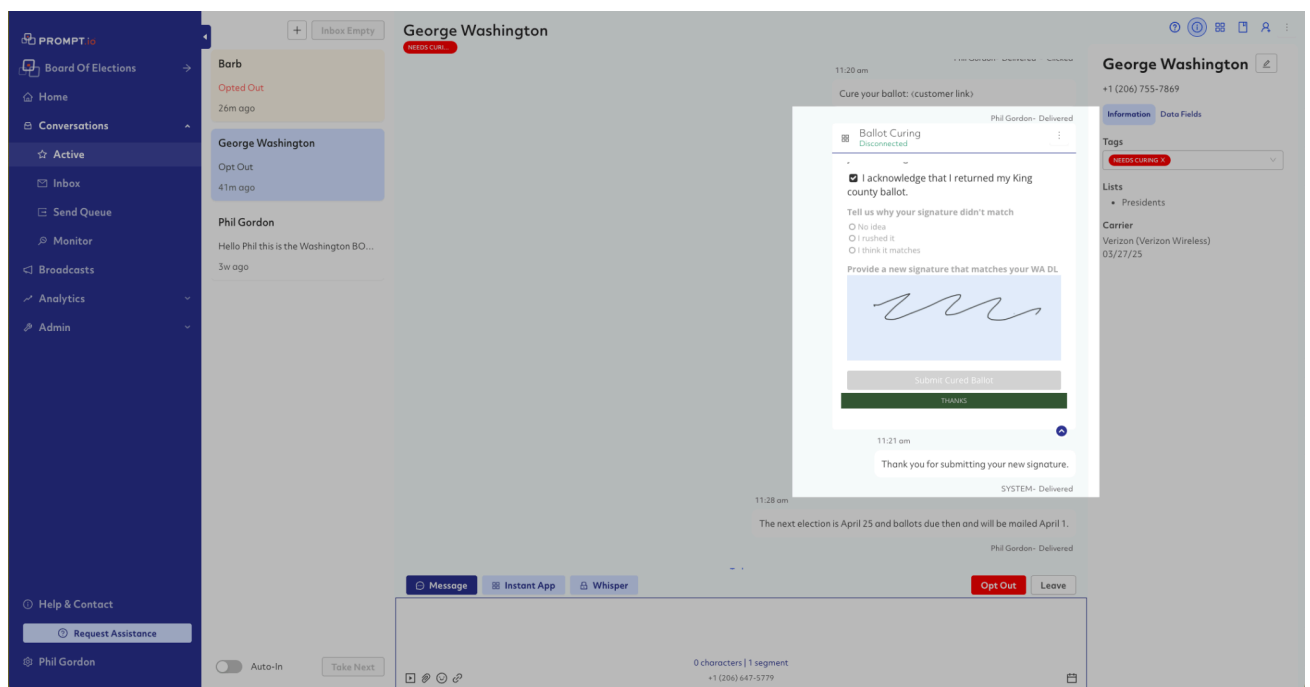 PROMPT.io
Board Of Elections
Home
Conversations
Active
Inbox
Send Queue
Monitor
Broadcasts
Analytics
Admin
Help & Contact
Request Assistance
Phil Gordon
Inbox Empty
Barb
Opted Out
26m ago
George Washington
Opt Out
41m ago
Phil Gordon
Hello Phil this is the Washington BO...
3w ago
Auto-In
Take Next
George Washington
NEEDS CURI...
11:20 am
Cure your ballot: (customer link)
Phil Gordon- Delivered
Ballot Curing
Disconnected
I acknowledge that I returned my King
county ballot.
Tell us why your signature didn't match
No idea
I rushed it
I think it matches
Provide a new signature that matches your WA DL
Submit Cured Ballot
THANKS
11:21 am
Thank you for submitting your new signature.
SYSTEM- Delivered
11:28 am
The next election is April 25 and ballots due then and will be mailed April 1.
Phil Gordon- Delivered
Message
Instant App
Whisper
Opt Out
Leave
0 characters | 1 segment
+1 (206) 647-5779
George Washington
+1 (206) 755-7869
Information
Data Fields
Tags
NEEDS CURING ×
Lists
• Presidents
Carrier
Verizon (Verizon Wireless)
03/27/25